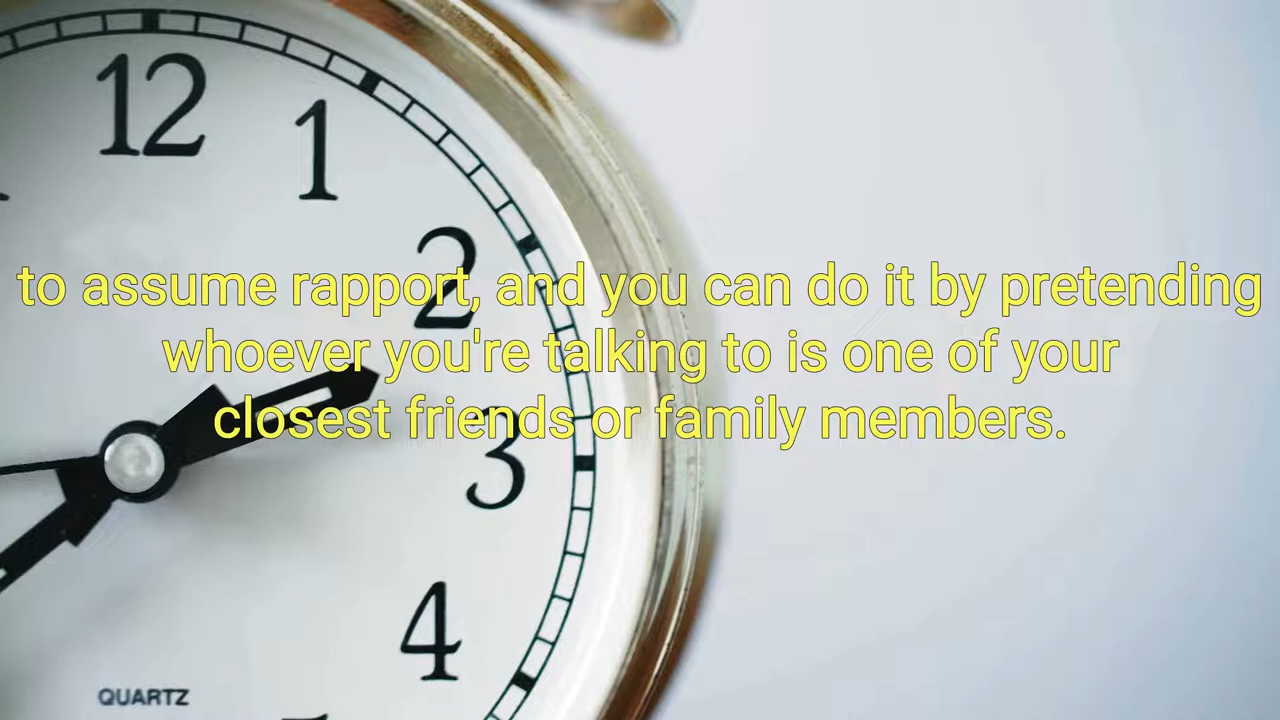 12
1
2
to assume rapport, and you can do it by pretending
whoever you're talking to is one of your
closest friends or family members.
3
4
QUARTZ